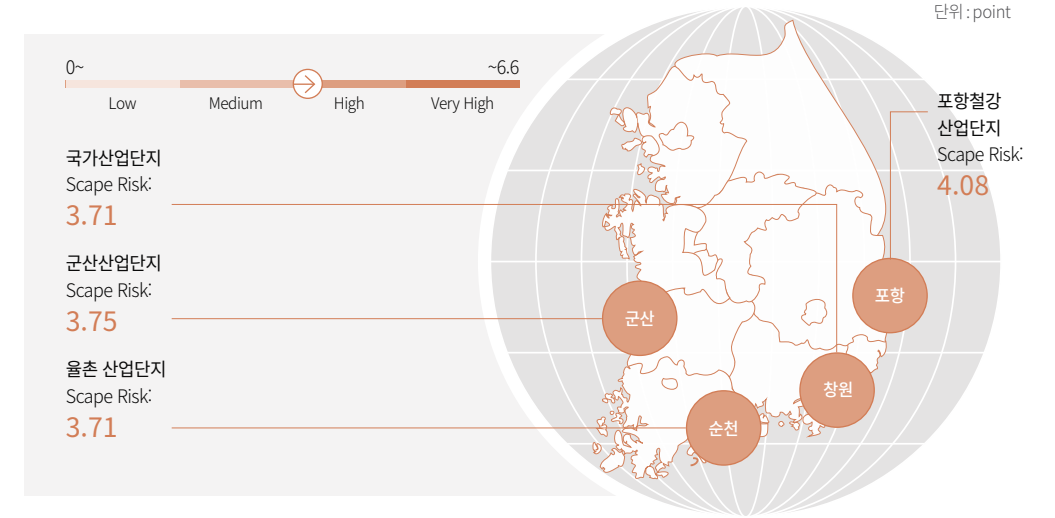 단위 : point
0~
~6.6
Low
Medium
High
Very High
국가산업단지
Scape Risk:
3.71
군산산업단지
Scape Risk:
3.75
율촌 산업단지
Scape Risk:
3.71
포항철강
산업단지
Scape Risk:
4.08
포항
군산
창원
순천